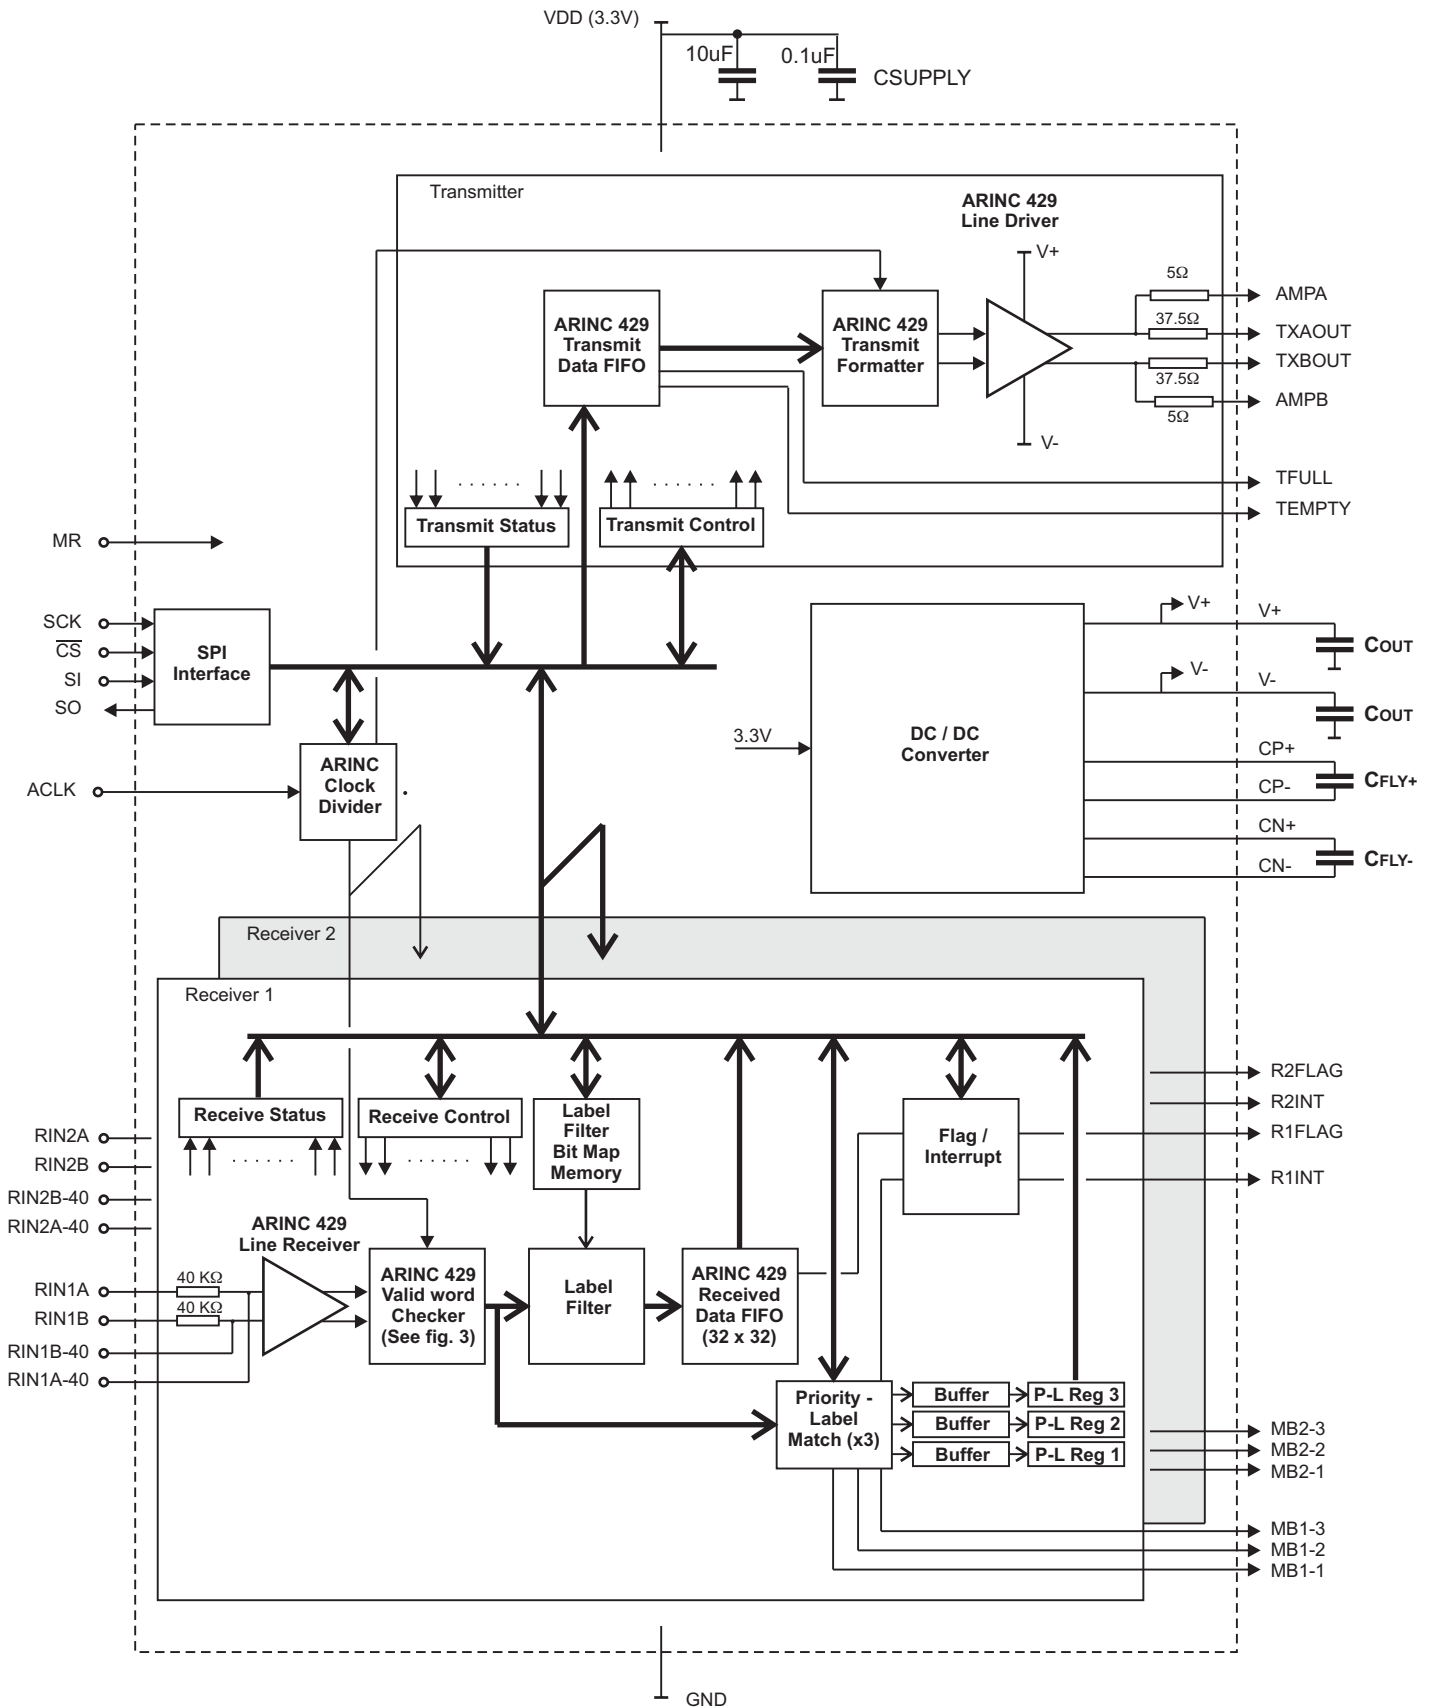 VDD (3.3V)
10uF
0.1uF
CSUPPLY
Transmitter
ARINC 429
Line Driver
V+
5Ω
AMPA
ARINC 429
Transmit
Data FIFO
ARINC 429
Transmit
Formatter
37.5Ω
TXAOUT
TXBOUT
37.5Ω
AMPB
5Ω
V-
. . . . . .
. . . . . .
TFULL
TEMPTY
Transmit Status
Transmit Control
MR
SCK
CS
SI
SO
SPI
Interface
V+
V+
COUT
V-
V-
COUT
3.3V
DC / DC
Converter
CP+
CP-
CFLY+
CN+
CN-
CFLY-
ACLK
ARINC
Clock
Divider
.
Receiver 2
Receiver 1
R2FLAG
R2INT
R1FLAG
R1INT
Receive Status
Receive Control
Label
Filter
Bit Map
Memory
Flag /
Interrupt
. . . . . .
. . . . . .
RIN2A
RIN2B
RIN2B-40
RIN2A-40
ARINC 429
Line Receiver
RIN1A
40 KΩ
RIN1B
40 KΩ
RIN1B-40
RIN1A-40
ARINC 429
Valid word
Checker
(See fig. 3)
Label
Filter
ARINC 429
Received
Data FIFO
(32 x 32)
Priority -
Label
Match (x3)
Buffer
P-L Reg 3
Buffer
P-L Reg 2
Buffer
P-L Reg 1
MB2-3
MB2-2
MB2-1
MB1-3
MB1-2
MB1-1
GND